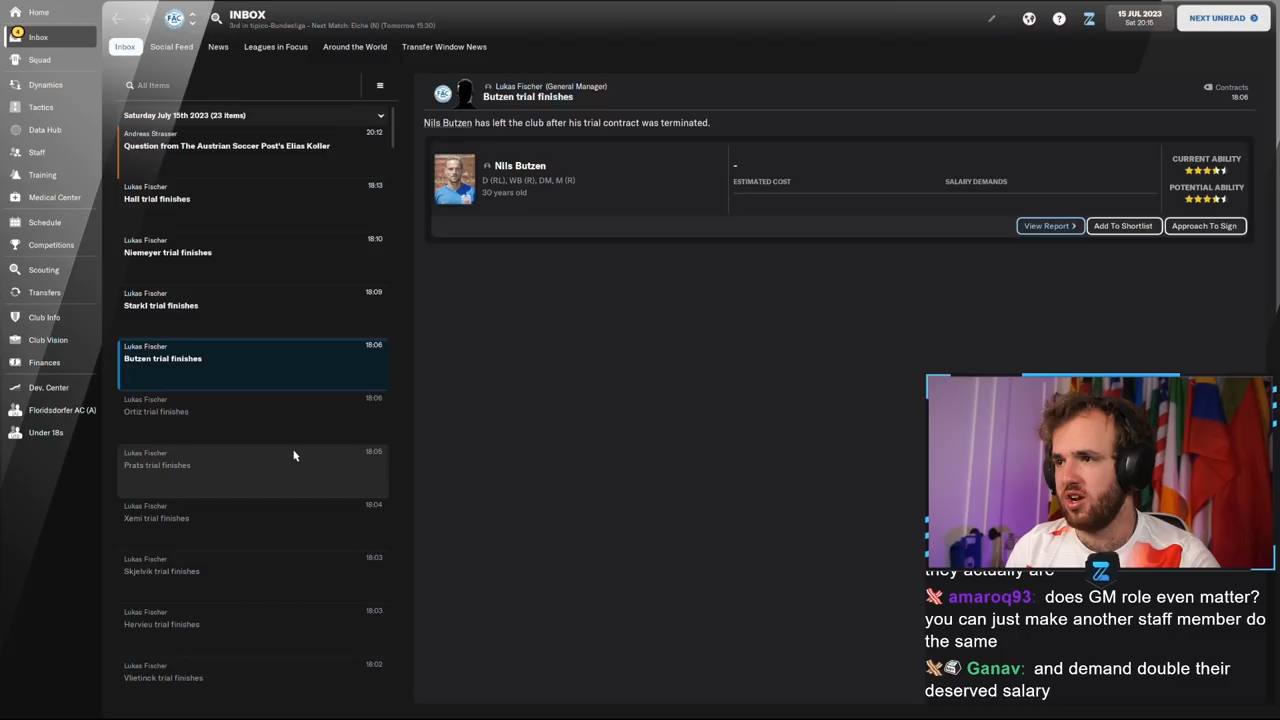 Home
Inbox
4
Squad
Dynamics
Tactics
Data Hub
Staff
Training
Medical Center
Schedule
Competitions
Scouting
Transfers
Club Info
Club Vision
Finances
Dev. Center
Floridsdorfer AC (A)
Under 18s
FAC
INBOX
3rd in tipico-Bundesliga - Next Match: Elche (N) (Tomorrow 15:30)
15 JUL 2023
Sat 20:15
NEXT UNREAD
Inbox
Social Feed
News
Leagues in Focus
Around the World
Transfer Window News
All Items
Saturday July 15th 2023 (23 items)
Andreas Strasser
20:12
Question from The Austrian Soccer Post's Elias Koller
Lukas Fischer
18:13
Hall trial finishes
Lukas Fischer
18:10
Niemeyer trial finishes
Lukas Fischer
18:09
Starkl trial finishes
Lukas Fischer
18:06
Butzen trial finishes
Lukas Fischer
18:06
Ortiz trial finishes
Lukas Fischer
18:05
Prats trial finishes
Lukas Fischer
18:04
Xemi trial finishes
Lukas Fischer
18:03
Skjelvik trial finishes
Lukas Fischer
18:03
Hervieu trial finishes
Lukas Fischer
18:02
Vlietinck trial finishes
FAC
Lukas Fischer (General Manager)
Butzen trial finishes
Contracts
18:06
Nils Butzen has left the club after his trial contract was terminated.
Nils Butzen
D (RL), WB (R), DM, M (R)
30 years old
-
ESTIMATED COST
SALARY DEMANDS
CURRENT ABILITY
POTENTIAL ABILITY
View Report
Add To Shortlist
Approach To Sign
they actually are
amaroq93: does GM role even matter?
you can just make another staff member do
the same
Ganav: and demand double their
deserved salary